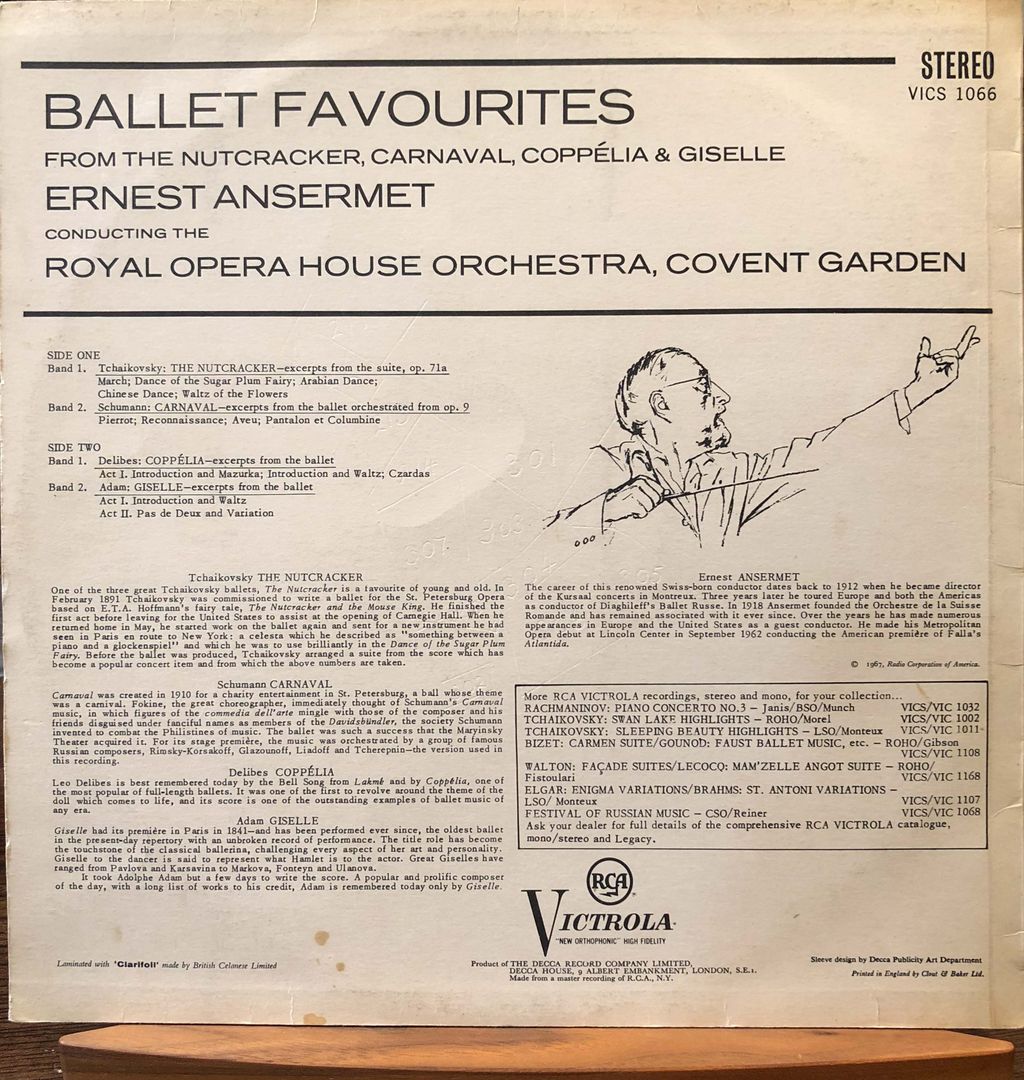 STEREO
VICS 1066
BALLET FAVOURITES
FROM THE NUTCRACKER, CARNAVAL, COPPÉLIA & GISELLE
ERNEST ANSERMET
CONDUCTING THE
ROYAL OPERA HOUSE ORCHESTRA, COVENT GARDEN
SIDE ONE
Band 1. Tchaikovsky: THE NUTCRACKER—excerpts from the suite, op. 71a
March; Dance of the Sugar Plum Fairy; Arabian Dance;
Chinese Dance; Waltz of the Flowers
Band 2. Schumann: CARNAVAL—excerpts from the ballet orchestrated from op. 9
Pierrot; Reconnaissance; Aveu; Pantalon et Columbine
SIDE TWO
Band 1. Delibes: COPPÉLIA—excerpts from the ballet
Act I. Introduction and Mazurka; Introduction and Waltz; Czardas
Band 2. Adam: GISELLE—excerpts from the ballet
Act I. Introduction and Waltz
Act II. Pas de Deux and Variation
Tchaikovsky THE NUTCRACKER
One of the three great Tchaikovsky ballets, The Nutcracker is a favourite of young and old. In
February 1891 Tchaikovsky was commissioned to write a ballet for the St. Petersburg Opera
based on E.T.A. Hoffmann's fairy tale, The Nutcracker and the Mouse King. He finished the
first act before leaving for the United States to assist at the opening of Carnegie Hall. When he
returned home in May, he started work on the ballet again and sent for a new instrument he had
seen in Paris en route to New York: a celesta which he described as "something between a
piano and a glockenspiel" and which he was to use brilliantly in the Dance of the Sugar Plum
Fairy. Before the ballet was produced, Tchaikovsky arranged a suite from the score which has
become a popular concert item and from which the above numbers are taken.
Schumann CARNAVAL
Carnaval was created in 1910 for a charity entertainment in St. Petersburg, a ball whose theme
was a carnival. Fokine, the great choreographer, immediately thought of Schumann's Carnaval
music, in which figures of the commedia dell'arte mingle with those of the composer and his
friends disguised under fanciful names as members of the Davidsbündler, the society Schumann
invented to combat the Philistines of music. The ballet was such a success that the Maryinsky
Theater acquired it. For its stage première, the music was orchestrated by a group of famous
Russian composers, Rimsky-Korsakoff, Glazounoff, Liadoff and Tcherepnin—the version used in
this recording.
Delibes COPPÉLIA
Leo Delibes is best remembered today by the Bell Song from Lakmé and by Coppélia, one of
the most popular of full-length ballets. It was one of the first to revolve around the theme of the
doll which comes to life, and its score is one of the outstanding examples of ballet music of
any era.
Adam GISELLE
Giselle had its première in Paris in 1841—and has been performed ever since, the oldest ballet
in the present-day repertory with an unbroken record of performance. The title role has become
the touchstone of the classical ballerina, challenging every aspect of her art and personality.
Giselle to the dancer is said to represent what Hamlet is to the actor. Great Giselles have
ranged from Pavlova and Karsavina to Markova, Fonteyn and Ulanova.
It took Adolphe Adam but a few days to write the score. A popular and prolific composer
of the day, with a long list of works to his credit, Adam is remembered today only by Giselle.
Ernest ANSERMET
The career of this renowned Swiss-born conductor dates back to 1912 when he became director
of the Kursaal concerts in Montreux. Three years later he toured Europe and both the Americas
as conductor of Diaghileff's Ballet Russe. In 1918 Ansermet founded the Orchestre de la Suisse
Romande and has remained associated with it ever since. Over the years he has made numerous
appearances in Europe and the United States as a guest conductor. He made his Metropolitan
Opera debut at Lincoln Center in September 1962 conducting the American première of Falla's
Atlantida.
© 1967, Radio Corporation of America.
More RCA VICTROLA recordings, stereo and mono, for your collection...
RACHMANINOV: PIANO CONCERTO NO.3 – Janis/BSO/Munch VICS/VIC 1032
TCHAIKOVSKY: SWAN LAKE HIGHLIGHTS – ROHO/Morel VICS/VIC 1002
TCHAIKOVSKY: SLEEPING BEAUTY HIGHLIGHTS – LSO/Monteux VICS/VIC 1011
BIZET: CARMEN SUITE/GOUNOD: FAUST BALLET MUSIC, etc. – ROHO/Gibson
VICS/VIC 1108
WALTON: FAÇADE SUITES/LECOCQ: MAM'ZELLE ANGOT SUITE – ROHO/
Fistoulari VICS/VIC 1168
ELGAR: ENIGMA VARIATIONS/BRAHMS: ST. ANTONI VARIATIONS –
LSO/ Monteux VICS/VIC 1107
FESTIVAL OF RUSSIAN MUSIC – CSO/Reiner VICS/VIC 1068
Ask your dealer for full details of the comprehensive RCA VICTROLA catalogue,
mono/stereo and Legacy.
RCA
VICTROLA
"NEW ORTHOPHONIC" HIGH FIDELITY
Laminated with 'Clarifoil' made by British Celanese Limited
Product of THE DECCA RECORD COMPANY LIMITED,
DECCA HOUSE, 9 ALBERT EMBANKMENT, LONDON, S.E.1.
Made from a master recording of R.C.A., N.Y.
Sleeve design by Decca Publicity Art Department
Printed in England by Clout & Baker Ltd.